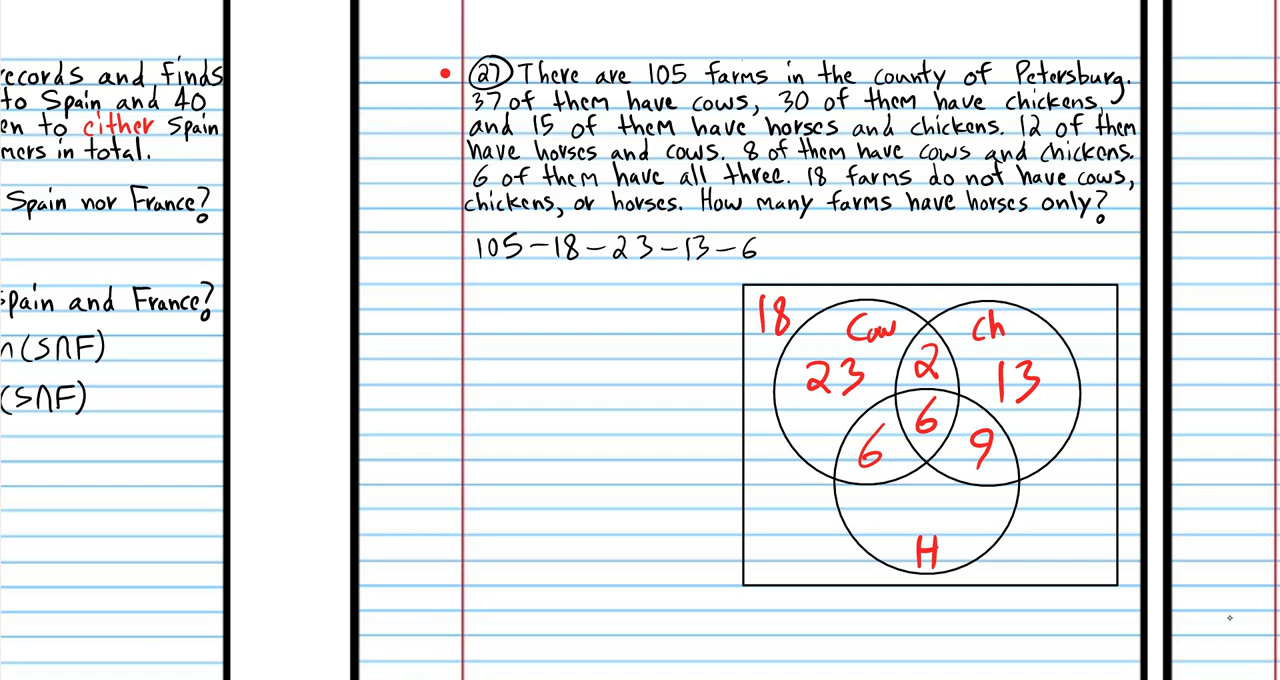 records and finds
to Spain and 40
en to either Spain
mers in total.
Spain nor France?
Spain and France?
n(S∩F)
(S∩F)
27 There are 105 farms in the county of Petersburg.
37 of them have cows, 30 of them have chickens,
and 15 of them have horses and chickens. 12 of them
have horses and cows. 8 of them have cows and chickens.
6 of them have all three. 18 farms do not have cows,
chickens, or horses. How many farms have horses only?
105-18-23-13-6
18 Cow Ch
23 2 13
6 6 9
H